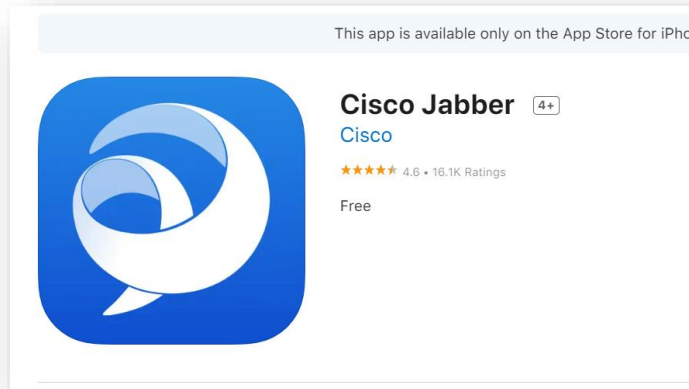 This app is available only on the App Store for
Cisco Jabber 4+
Cisco
4.6 • 16.1K Ratings
Free